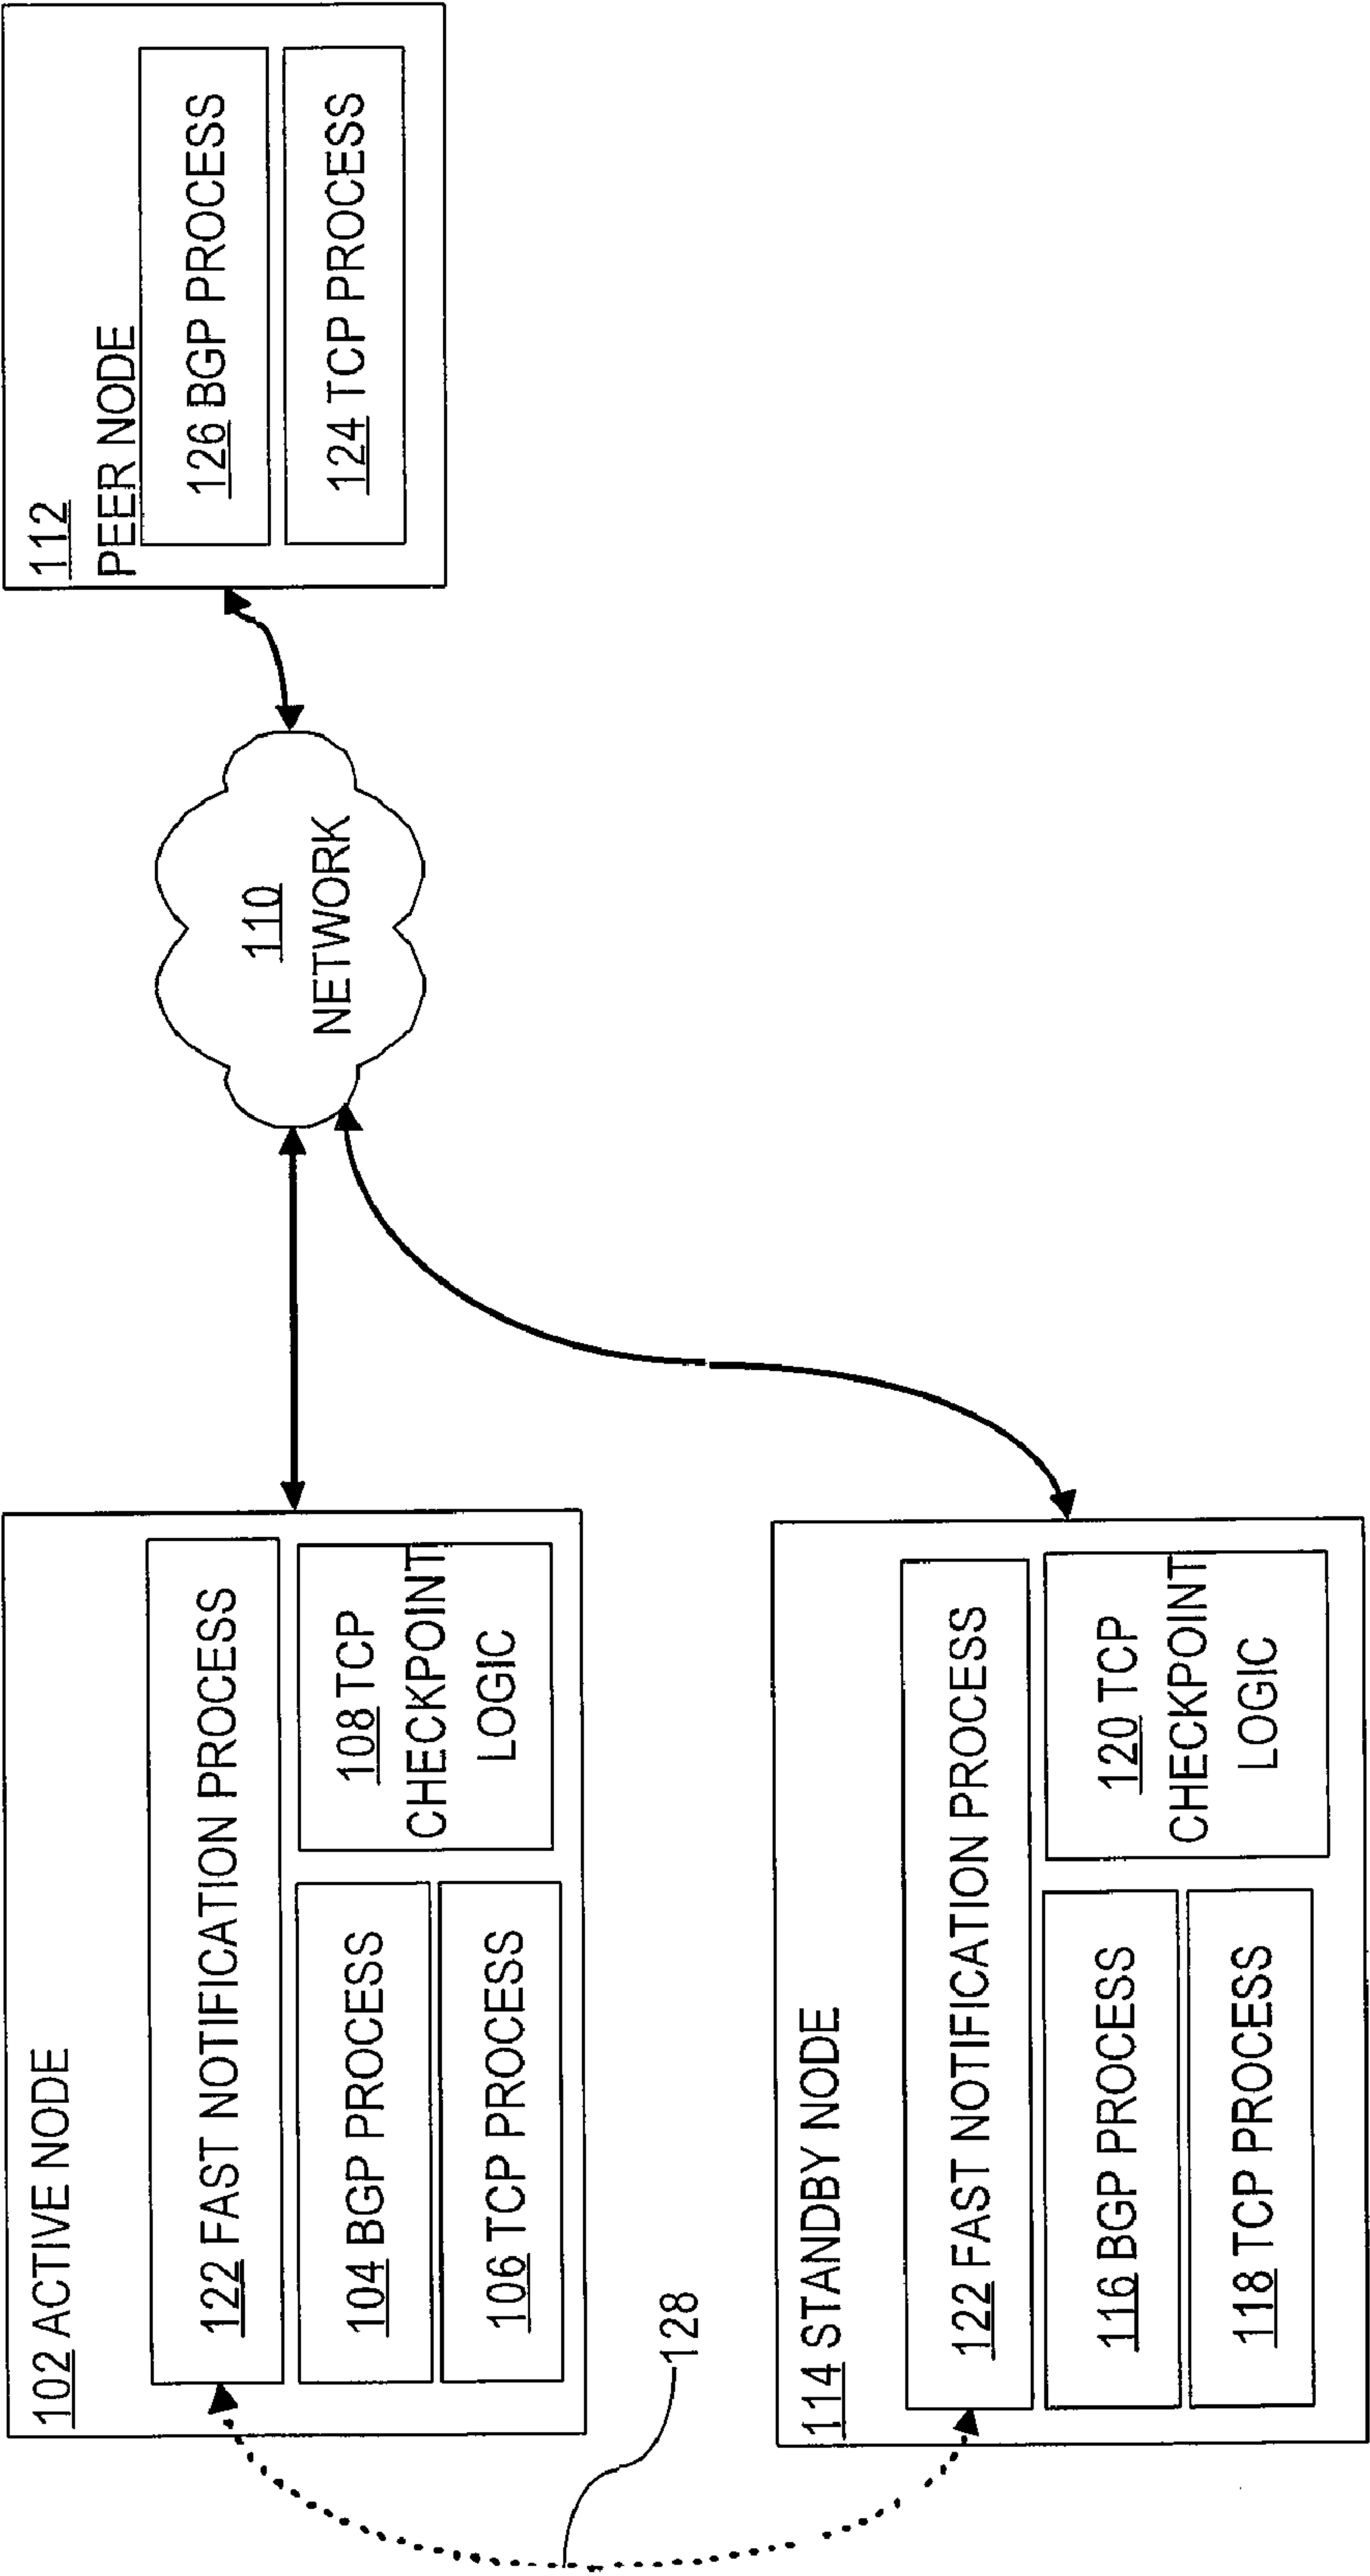 102 ACTIVE NODE
122 FAST NOTIFICATION PROCESS
104 BGP PROCESS
106 TCP PROCESS
108 TCP
CHECKPOINT
LOGIC
110
NETWORK
112
PEER NODE
126 BGP PROCESS
124 TCP PROCESS
128
114 STANDBY NODE
122 FAST NOTIFICATION PROCESS
116 BGP PROCESS
118 TCP PROCESS
120 TCP
CHECKPOINT
LOGIC